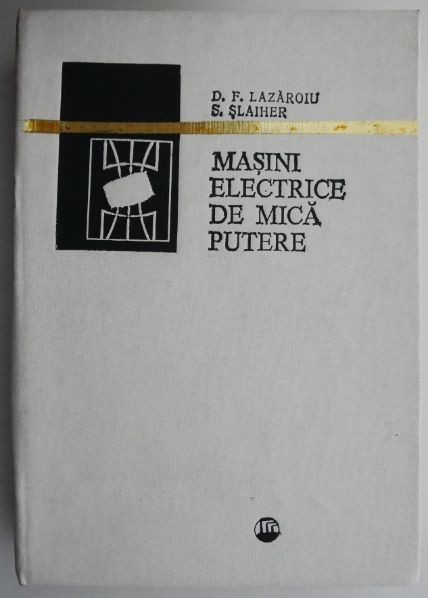 D. F. LAZĂROIU
S. ŞLAIHER
MAŞINI
ELECTRICE
DE MICĂ
PUTERE